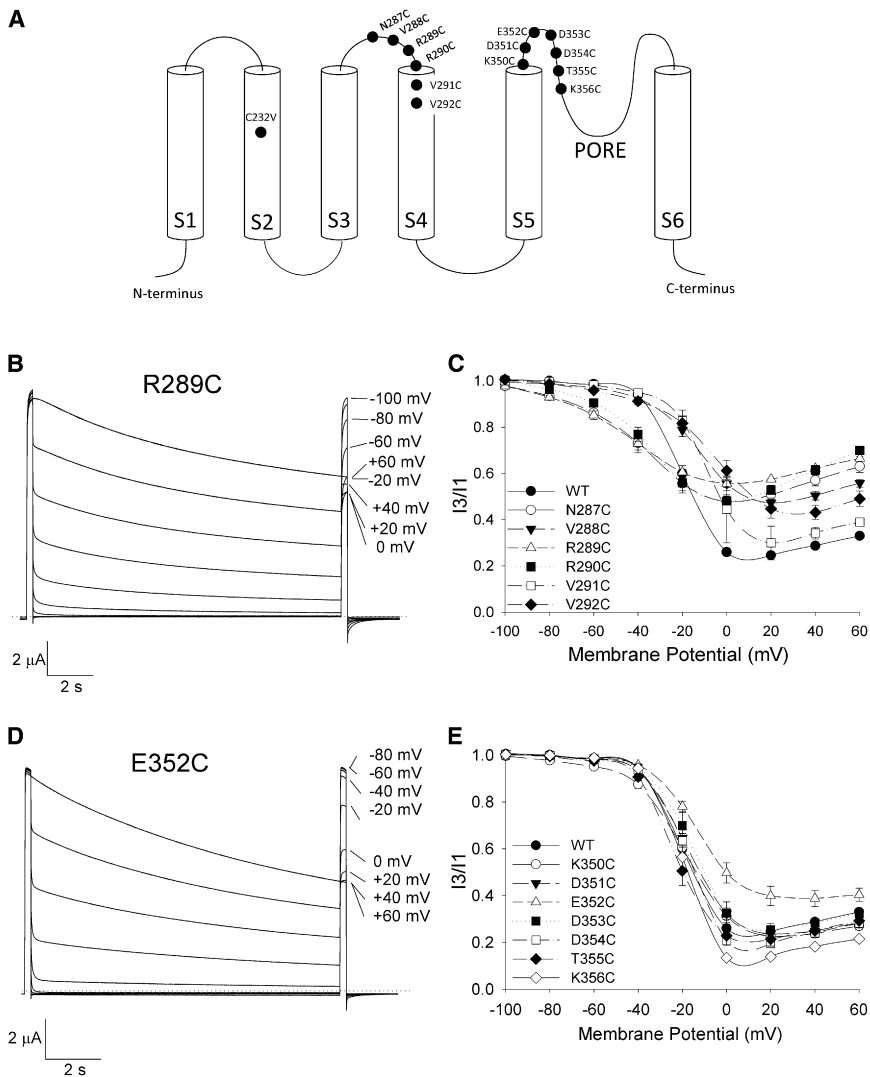 A
N287C
V288C
R289C
R290C
V291C
V292C
C232V
E352C
D353C
D351C
D354C
K350C
T355C
K356C
PORE
S1
S2
S3
S4
S5
S6
N-terminus
C-terminus
B
R289C
-100 mV
-80 mV
-60 mV
+60 mV
-20 mV
+40 mV
+20 mV
0 mV
2 μA
2 s
C
I3/I1
1.0
0.8
0.6
0.4
0.2
0.0
WT
N287C
V288C
R289C
R290C
V291C
V292C
-100 -80 -60 -40 -20 0 20 40 60
Membrane Potential (mV)
D
E352C
-80 mV
-60 mV
-40 mV
-20 mV
0 mV
+20 mV
+40 mV
+60 mV
2 μA
2 s
E
I3/I1
1.0
0.8
0.6
0.4
0.2
0.0
WT
K350C
D351C
E352C
D353C
D354C
T355C
K356C
-100 -80 -60 -40 -20 0 20 40 60
Membrane Potential (mV)